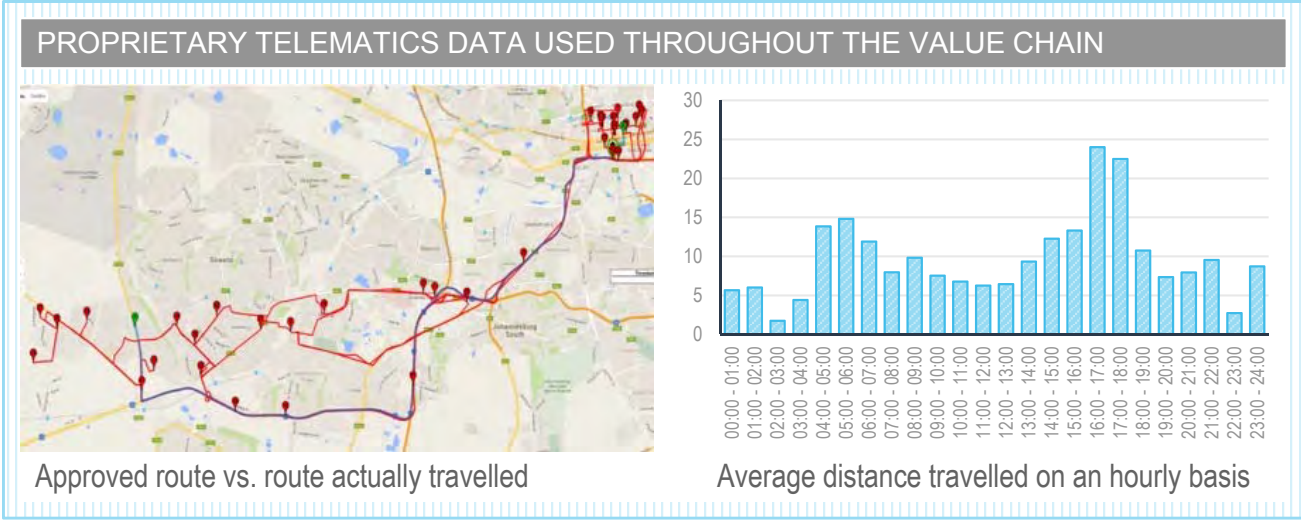 PROPRIETARY TELEMATICS DATA USED THROUGHOUT THE VALUE CHAIN
Soweto
Johannesburg
South
Approved route vs. route actually travelled
30
25
20
15
10
5
0
00:00 - 01:00
01:00 - 02:00
02:00 - 03:00
03:00 - 04:00
04:00 - 05:00
05:00 - 06:00
06:00 - 07:00
07:00 - 08:00
08:00 - 09:00
09:00 - 10:00
10:00 - 11:00
11:00 - 12:00
12:00 - 13:00
13:00 - 14:00
14:00 - 15:00
15:00 - 16:00
16:00 - 17:00
17:00 - 18:00
18:00 - 19:00
19:00 - 20:00
20:00 - 21:00
21:00 - 22:00
22:00 - 23:00
23:00 - 24:00
Average distance travelled on an hourly basis